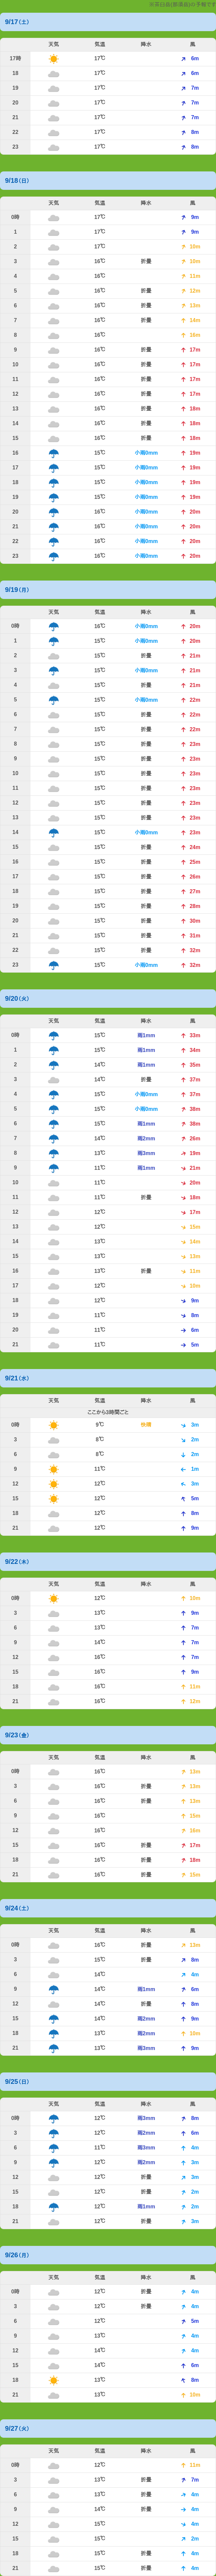 9/17(土)
天気 気温 降水 風
17時 17℃ 6m
18 17℃ 6m
19 17℃ 7m
20 17℃ 7m
21 17℃ 7m
22 17℃ 8m
23 17℃ 8m
9/18(日)
天気 気温 降水 風
0時 17℃ 9m
1 17℃ 9m
2 17℃ 10m
3 16℃ 折畳 10m
4 16℃ 11m
5 16℃ 折畳 12m
6 16℃ 折畳 13m
7 16℃ 折畳 14m
8 16℃ 16m
9 16℃ 折畳 17m
10 16℃ 折畳 17m
11 16℃ 折畳 17m
12 16℃ 折畳 17m
13 16℃ 折畳 18m
14 16℃ 折畳 18m
15 16℃ 折畳 18m
16 16℃ 小雨0mm 19m
17 16℃ 小雨0mm 19m
18 16℃ 小雨0mm 19m
19 16℃ 小雨0mm 19m
20 16℃ 小雨0mm 20m
21 16℃ 小雨0mm 20m
22 16℃ 小雨0mm 20m
23 16℃ 小雨0mm 20m
9/19(月)
天気 気温 降水 風
0時 16℃ 小雨0mm 20m
1 15℃ 小雨0mm 20m
2 15℃ 折畳 21m
3 15℃ 小雨0mm 21m
4 15℃ 折畳 21m
5 15℃ 小雨0mm 22m
6 15℃ 折畳 22m
7 15℃ 折畳 22m
8 15℃ 折畳 23m
9 15℃ 折畳 23m
10 15℃ 折畳 23m
11 15℃ 折畳 23m
12 15℃ 折畳 23m
13 15℃ 折畳 23m
14 15℃ 小雨0mm 23m
15 15℃ 折畳 24m
16 15℃ 折畳 25m
17 15℃ 折畳 26m
18 15℃ 折畳 27m
19 15℃ 折畳 28m
20 15℃ 折畳 30m
21 15℃ 折畳 31m
22 15℃ 折畳 32m
23 15℃ 小雨0mm 32m
9/20(火)
天気 気温 降水 風
0時 15℃ 雨1mm 33m
1 15℃ 雨1mm 34m
2 14℃ 雨1mm 35m
3 14℃ 折畳 37m
4 15℃ 小雨0mm 37m
5 15℃ 小雨0mm 38m
6 15℃ 雨1mm 38m
7 14℃ 雨2mm 26m
8 13℃ 雨3mm 19m
9 11℃ 雨1mm 21m
10 11℃ 20m
11 11℃ 折畳 18m
12 12℃ 17m
13 12℃ 15m
14 13℃ 14m
15 13℃ 13m
16 13℃ 折畳 11m
17 12℃ 10m
18 12℃ 9m
19 11℃ 8m
20 11℃ 6m
21 11℃ 5m
9/21(水)
天気 気温 降水 風
ここから3時間ごと
0時 9℃ 3m
3 8℃ 2m
6 8℃ 2m
9 11℃ 1m
12 12℃ 3m
15 12℃ 5m
18 12℃ 8m
21 12℃ 9m
9/22(木)
天気 気温 降水 風
0時 12℃ 10m
3 13℃ 9m
6 13℃ 7m
9 14℃ 7m
12 16℃ 7m
15 16℃ 9m
18 16℃ 11m
21 16℃ 12m
9/23(金)
天気 気温 降水 風
0時 16℃ 13m
3 16℃ 折畳 13m
6 16℃ 折畳 13m
9 16℃ 15m
12 16℃ 16m
15 16℃ 折畳 17m
18 16℃ 折畳 18m
21 16℃ 折畳 15m
9/24(土)
天気 気温 降水 風
0時 16℃ 折畳 13m
3 15℃ 折畳 8m
6 14℃ 4m
9 14℃ 雨1mm 6m
12 14℃ 折畳 8m
15 14℃ 雨2mm 9m
18 13℃ 雨2mm 10m
21 13℃ 雨3mm 9m
9/25(日)
天気 気温 降水 風
0時 12℃ 雨3mm 8m
3 12℃ 雨2mm 6m
6 11℃ 雨3mm 4m
9 12℃ 雨2mm 3m
12 12℃ 折畳 3m
15 12℃ 折畳 2m
18 12℃ 雨1mm 2m
21 12℃ 折畳 3m
9/26(月)
天気 気温 降水 風
0時 12℃ 折畳 4m
3 12℃ 折畳 4m
6 12℃ 5m
9 13℃ 4m
12 14℃ 4m
15 14℃ 6m
18 13℃ 8m
21 13℃ 10m
9/27(火)
天気 気温 降水 風
0時 12℃ 11m
3 13℃ 折畳 7m
6 13℃ 折畳 4m
9 14℃ 折畳 4m
12 15℃ 4m
15 15℃ 2m
18 15℃ 折畳 4m
21 15℃ 折畳 4m